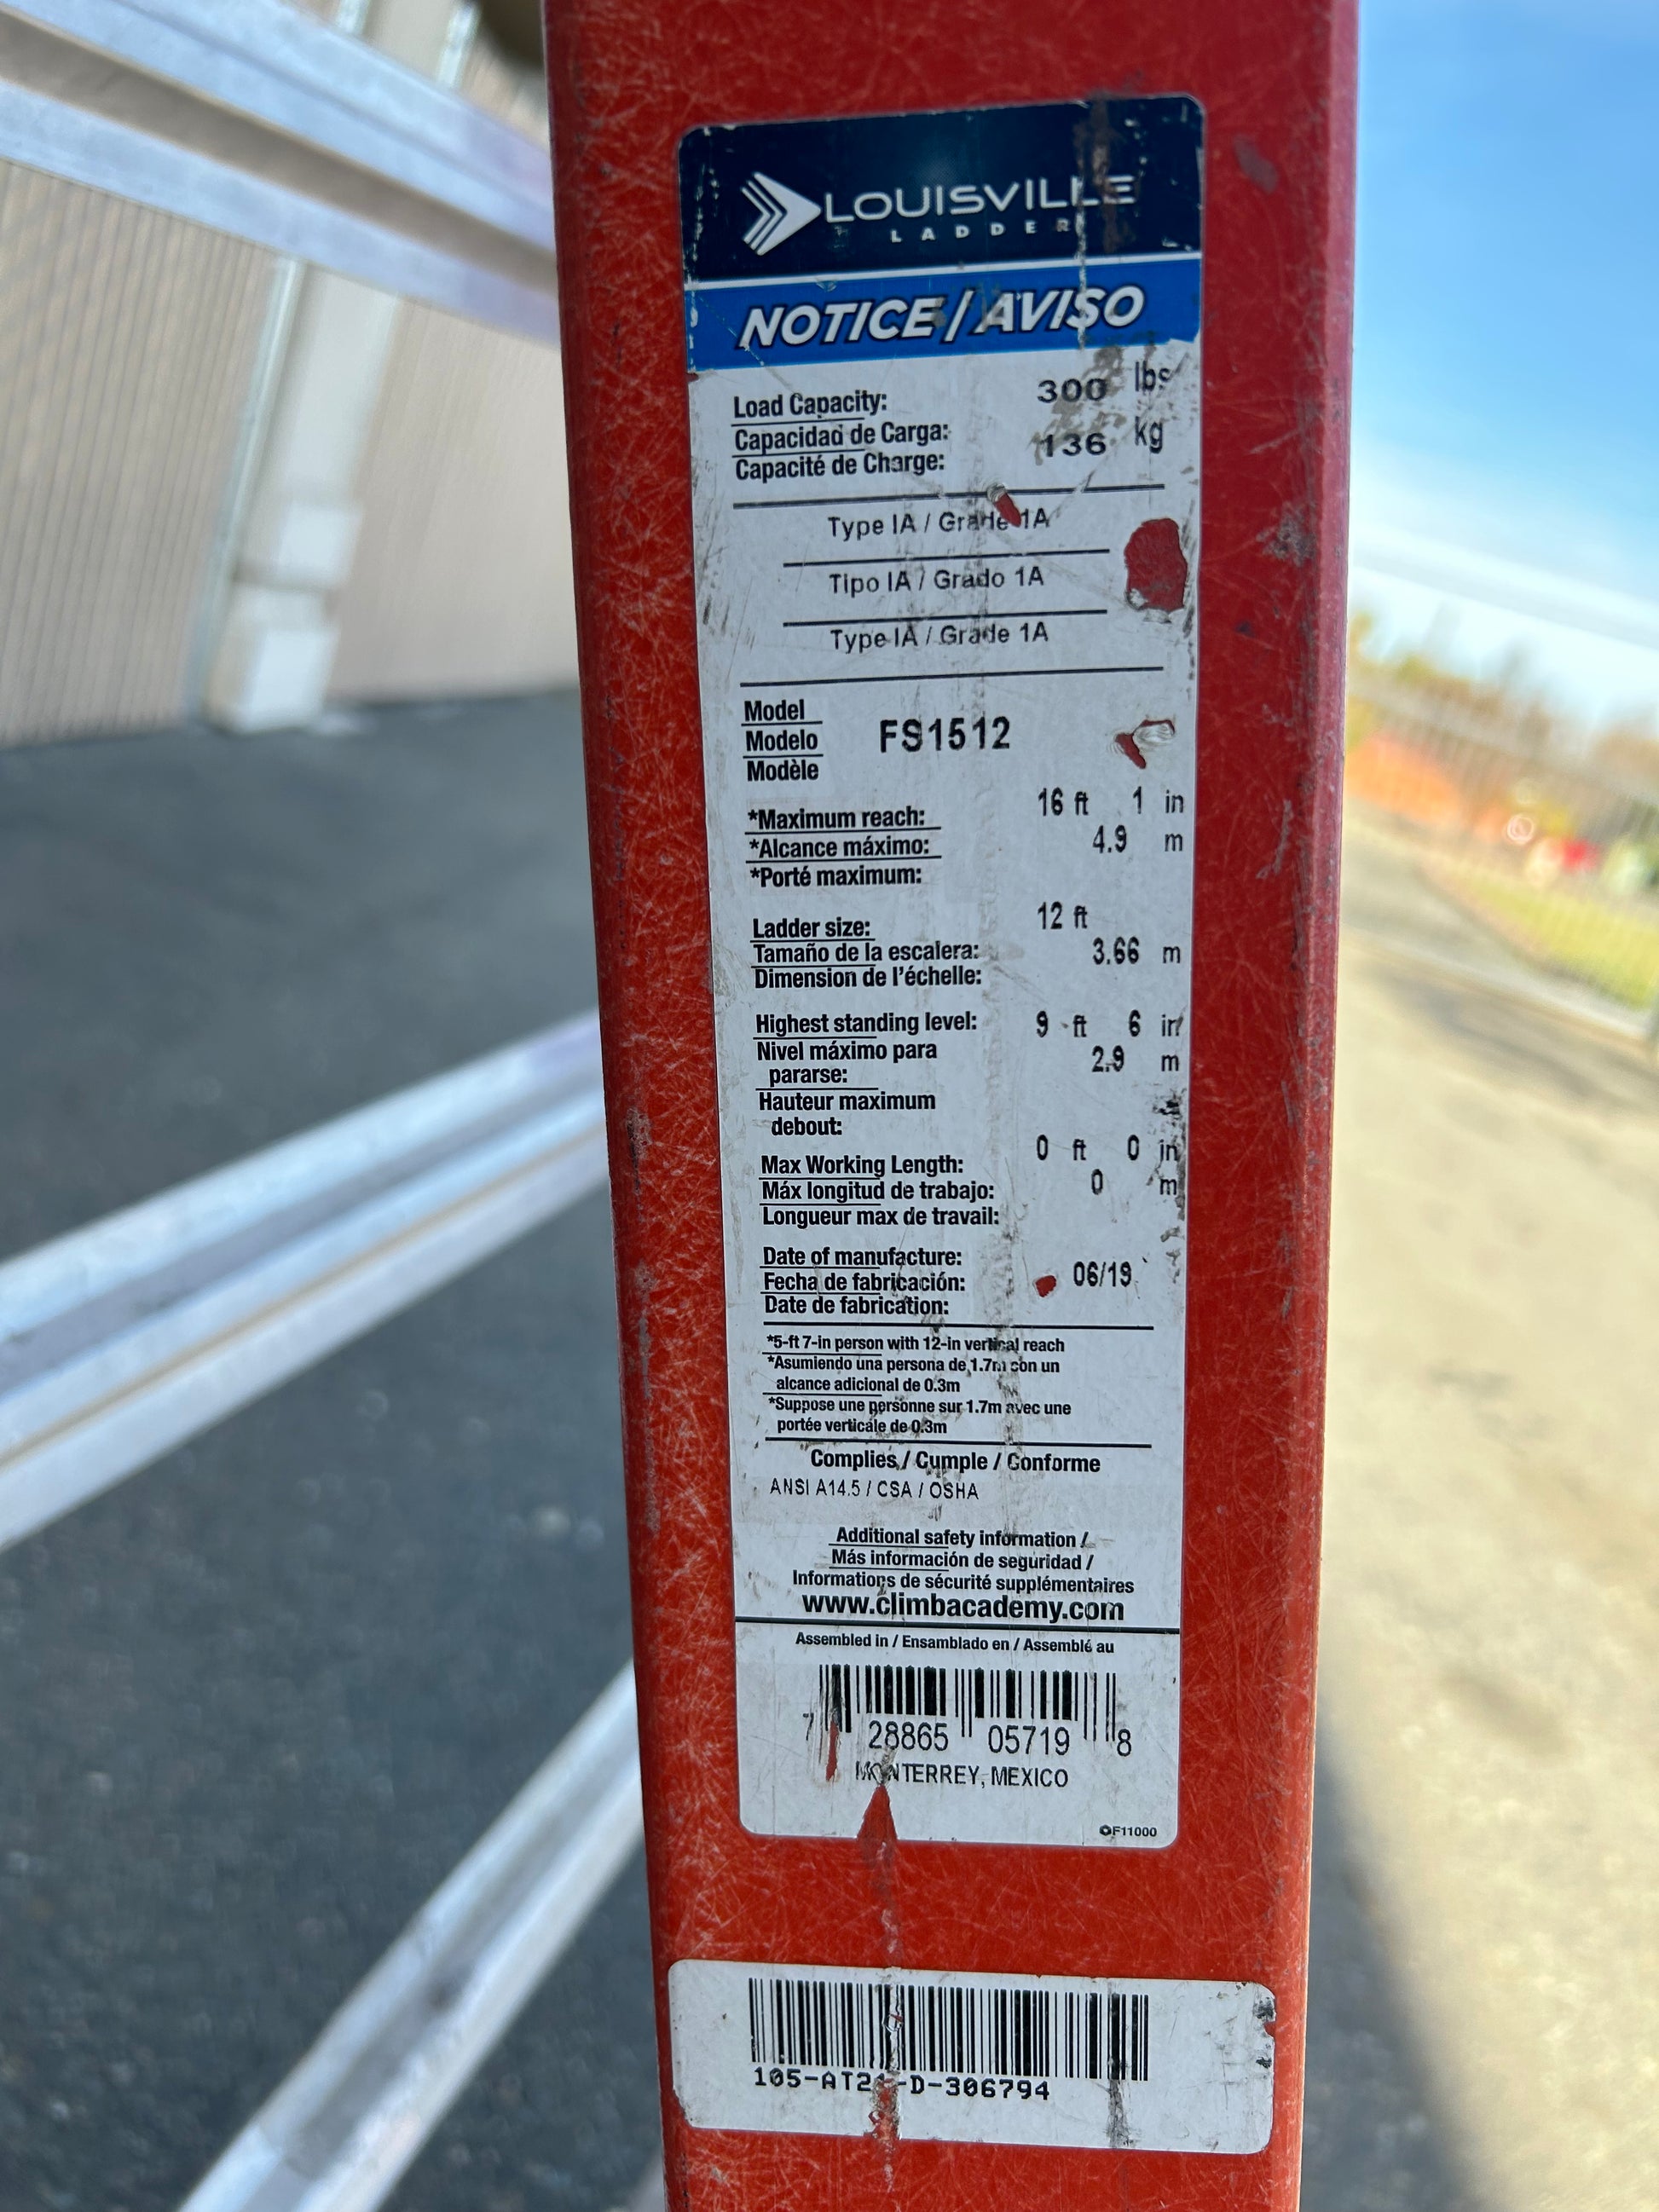 LOUISVILLE
LADDER
NOTICE / AVISO
Load Capacity: 300 lbs
Capacidad de Carga: 136 kg
Capacité de Charge:
Type IA / Grade 1A
Tipo IA / Grado 1A
Type IA / Grade 1A
Model
Modelo FS1512
Modèle
*Maximum reach: 16 ft 1 in
*Alcance máximo: 4.9 m
*Porté maximum:
Ladder size: 12 ft
Tamaño de la escalera: 3.66 m
Dimension de l'échelle:
Highest standing level: 9 ft 6 in
Nivel máximo para 2.9 m
pararse:
Hauteur maximum
debout:
Max Working Length: 0 ft 0 in
Máx longitud de trabajo: 0 m
Longueur max de travail:
Date of manufacture:
Fecha de fabricación: 06/19
Date de fabrication:
*5-ft 7-in person with 12-in vertical reach
*Asumiendo una persona de 1.7m con un
alcance adicional de 0.3m
*Suppose une personne sur 1.7m avec une
portée verticale de 0.3m
Complies / Cumple / Conforme
ANSI A14.5 / CSA / OSHA
Additional safety information /
Más información de seguridad /
Informations de sécurité supplémentaires
www.climbacademy.com
Assembled in / Ensamblado en / Assemblé au
7 28865 05719 8
MONTERREY, MEXICO
F11000